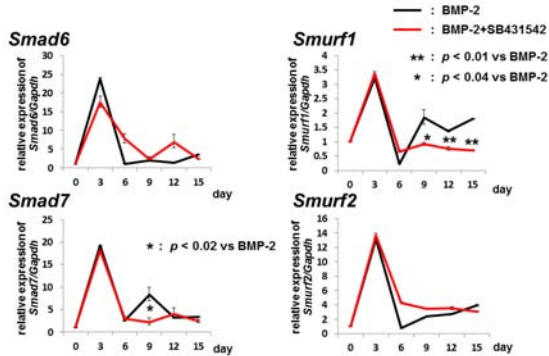 : BMP-2
: BMP-2+SB431542
** : p < 0.01 vs BMP-2
* : p < 0.04 vs BMP-2
Smad6
relative expression of
Smad6/Gapdh
30
25
20
15
10
5
0
0 3 6 9 12 15 day
Smurf1
relative expression of
Smurf1/Gapdh
4
3.5
3
2.5
2
1.5
1
0.5
0
* ** **
0 3 6 9 12 15 day
Smad7
relative expression of
Smad7/Gapdh
25
20
15
10
5
0
* : p < 0.02 vs BMP-2
*
0 3 6 9 12 15
Smurf2
relative expression of
Smurf2/Gapdh
16
14
12
10
8
6
4
2
0
0 3 6 9 12 15